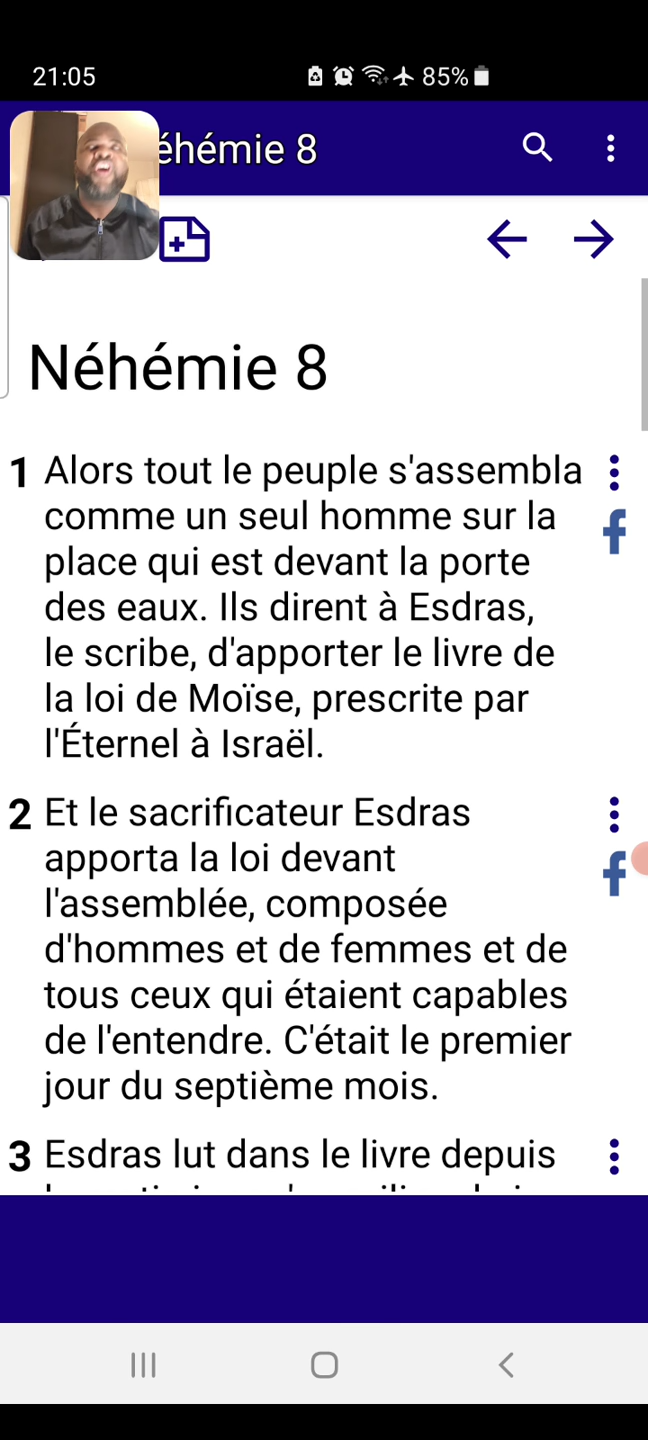 21:05
85%
éhémie 8
Néhémie 8
1 Alors tout le peuple s'assembla
comme un seul homme sur la
place qui est devant la porte
des eaux. Ils dirent à Esdras,
le scribe, d'apporter le livre de
la loi de Moïse, prescrite par
l'Éternel à Israël.
2 Et le sacrificateur Esdras
apporta la loi devant
l'assemblée, composée
d'hommes et de femmes et de
tous ceux qui étaient capables
de l'entendre. C'était le premier
jour du septième mois.
3 Esdras lut dans le livre depuis